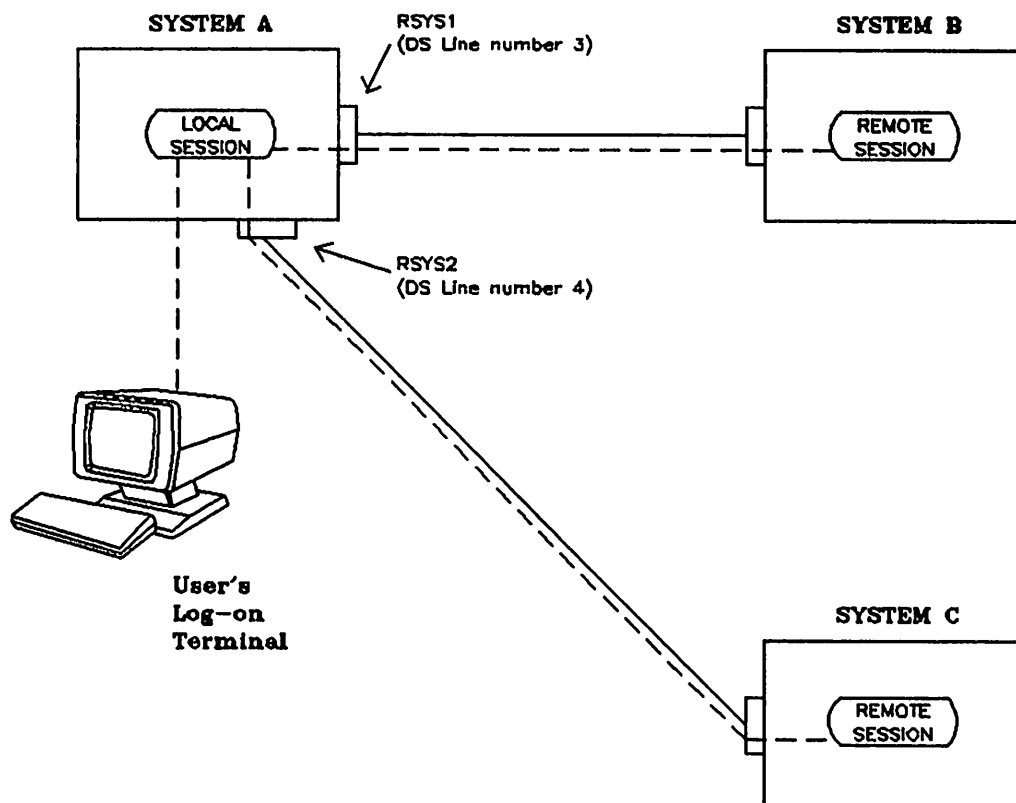 SYSTEM A
RSYS1
(DS Line number 3)
SYSTEM B
LOCAL
SESSION
REMOTE
SESSION
RSYS2
(DS Line number 4)
User's
Log-on
Terminal
SYSTEM C
REMOTE
SESSION